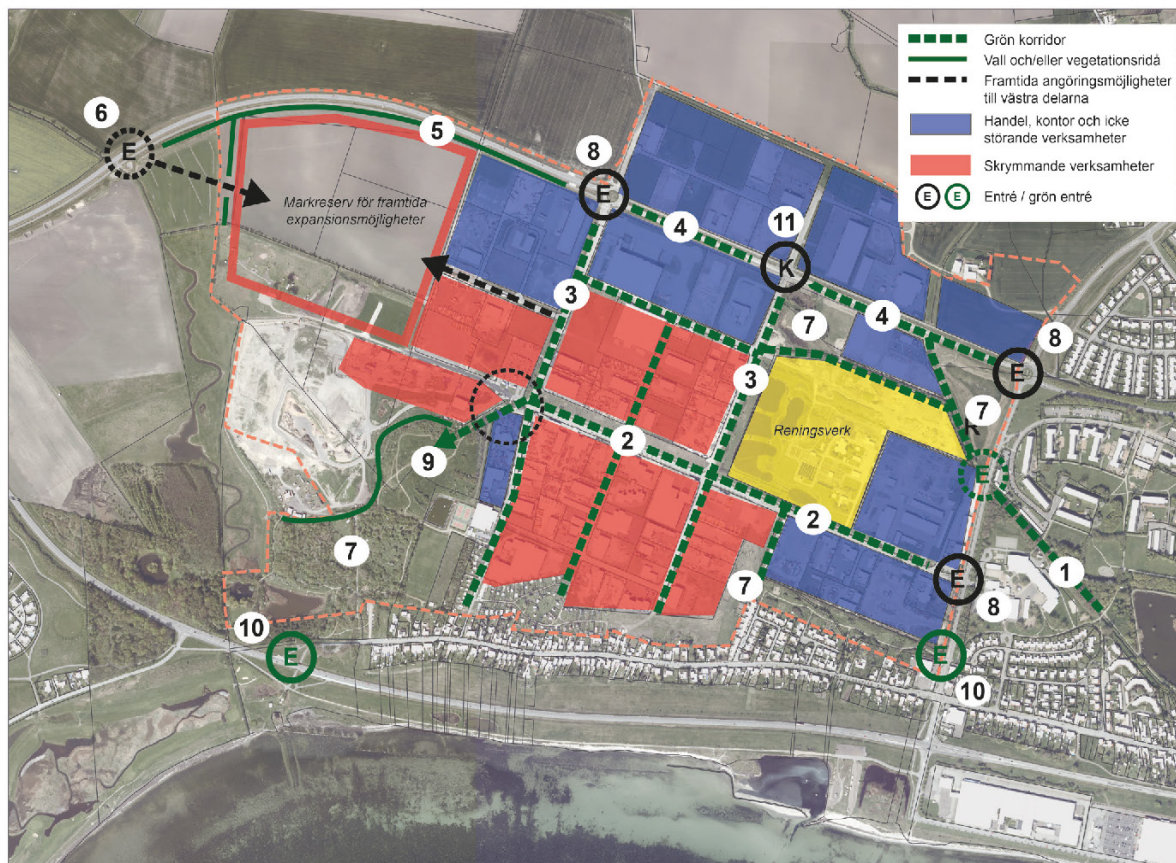 Grön korridor
Vall och/eller vegetationsridå
Framtida angöringsmöjligheter
till västra delarna
Handel, kontor och icke
störande verksamheter
Skrymmande verksamheter
E E Entré / grön entré
6
E
5
8
E
Markreserv för framtida
expansionsmöjligheter
4
11
K
3
7
4
8
E
3
7
K
Reningsverk
E
2
9
2
7
1
7
E
8
10
E
E
10